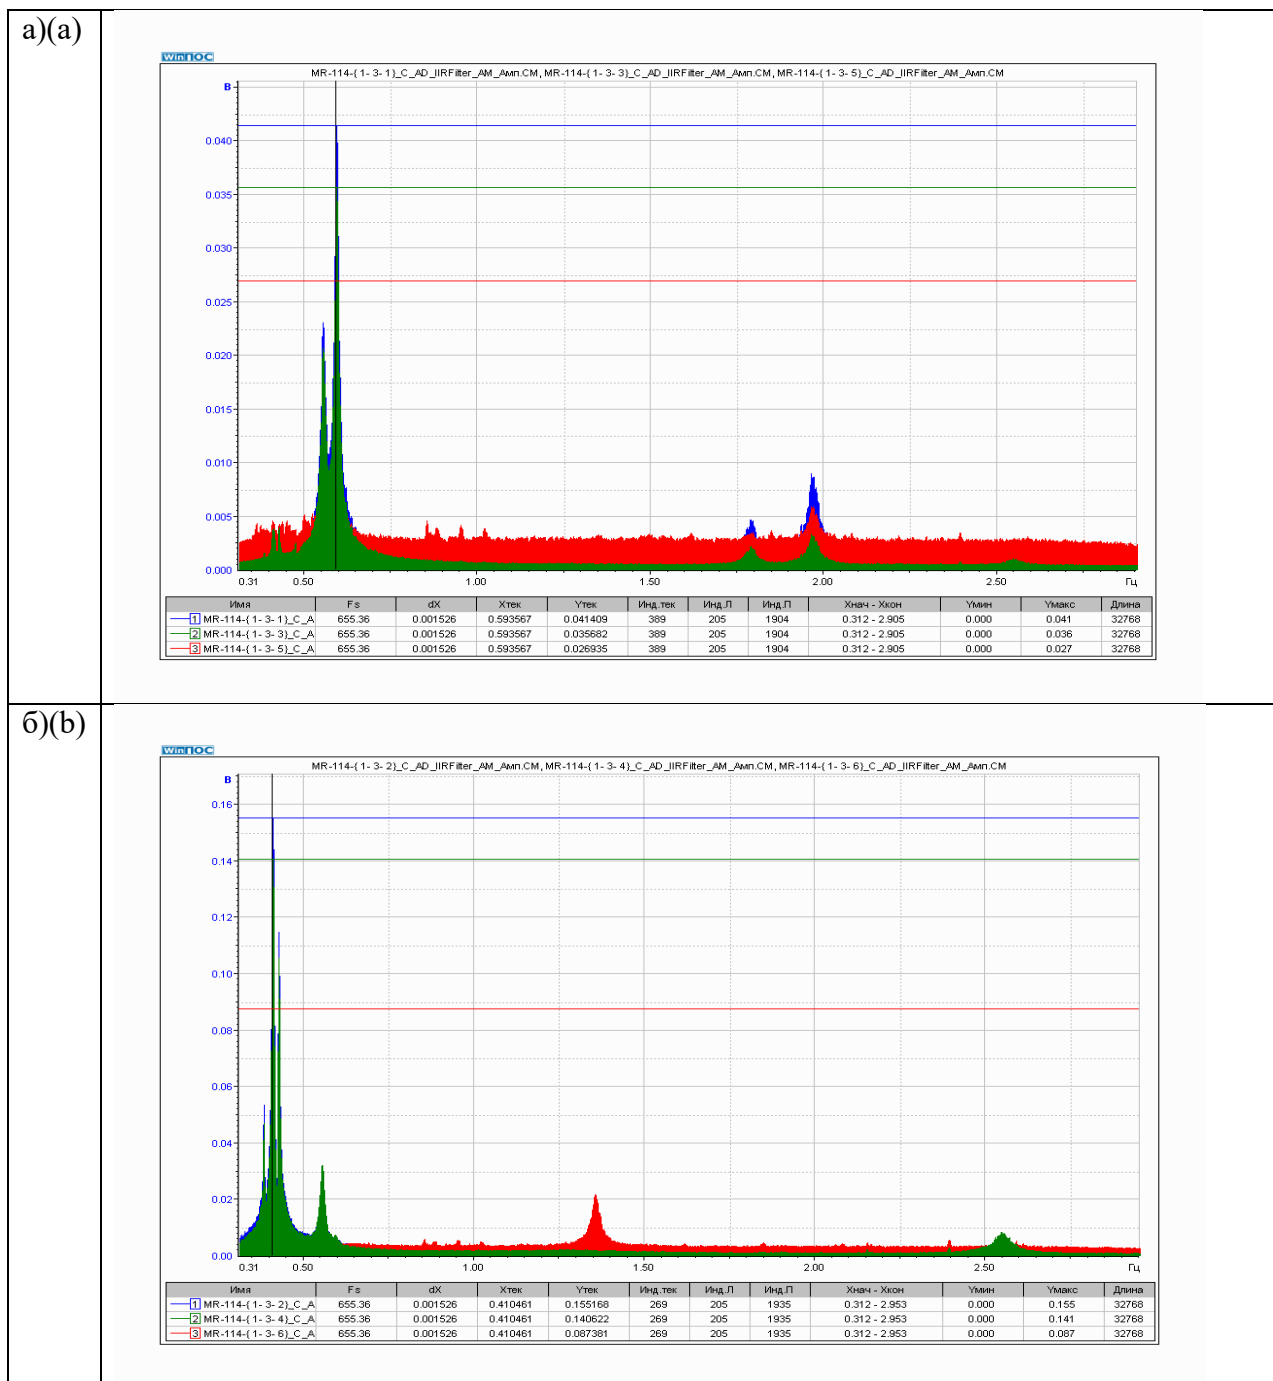 а)(a)
WinПОС
MR-114-{ 1- 3- 1}_C_AD_IIRFilter_AM_Амп.CM, MR-114-{ 1- 3- 3}_C_AD_IIRFilter_AM_Амп.CM, MR-114-{ 1- 3- 5}_C_AD_IIRFilter_AM_Амп.CM
В
0.040
0.035
0.030
0.025
0.020
0.015
0.010
0.005
0.000
0.31 0.50 1.00 1.50 2.00 2.50 Гц
Имя Fs dX Xтек Yтек Инд.тек Инд.Л Инд.П Xнач - Xкон Yмин Yмакс Длина
1 MR-114-{ 1- 3- 1}_C_A 655.36 0.001526 0.593567 0.041409 389 205 1904 0.312 - 2.905 0.000 0.041 32768
2 MR-114-{ 1- 3- 3}_C_A 655.36 0.001526 0.593567 0.035682 389 205 1904 0.312 - 2.905 0.000 0.036 32768
3 MR-114-{ 1- 3- 5}_C_A 655.36 0.001526 0.593567 0.026935 389 205 1904 0.312 - 2.905 0.000 0.027 32768
б)(b)
WinПОС
MR-114-{ 1- 3- 2}_C_AD_IIRFilter_AM_Амп.CM, MR-114-{ 1- 3- 4}_C_AD_IIRFilter_AM_Амп.CM, MR-114-{ 1- 3- 6}_C_AD_IIRFilter_AM_Амп.CM
В
0.16
0.14
0.12
0.10
0.08
0.06
0.04
0.02
0.00
0.31 0.50 1.00 1.50 2.00 2.50 Гц
Имя Fs dX Xтек Yтек Инд.тек Инд.Л Инд.П Xнач - Xкон Yмин Yмакс Длина
1 MR-114-{ 1- 3- 2}_C_A 655.36 0.001526 0.410461 0.155168 269 205 1935 0.312 - 2.953 0.000 0.155 32768
2 MR-114-{ 1- 3- 4}_C_A 655.36 0.001526 0.410461 0.140622 269 205 1935 0.312 - 2.953 0.000 0.141 32768
3 MR-114-{ 1- 3- 6}_C_A 655.36 0.001526 0.410461 0.087381 269 205 1935 0.312 - 2.953 0.000 0.087 32768